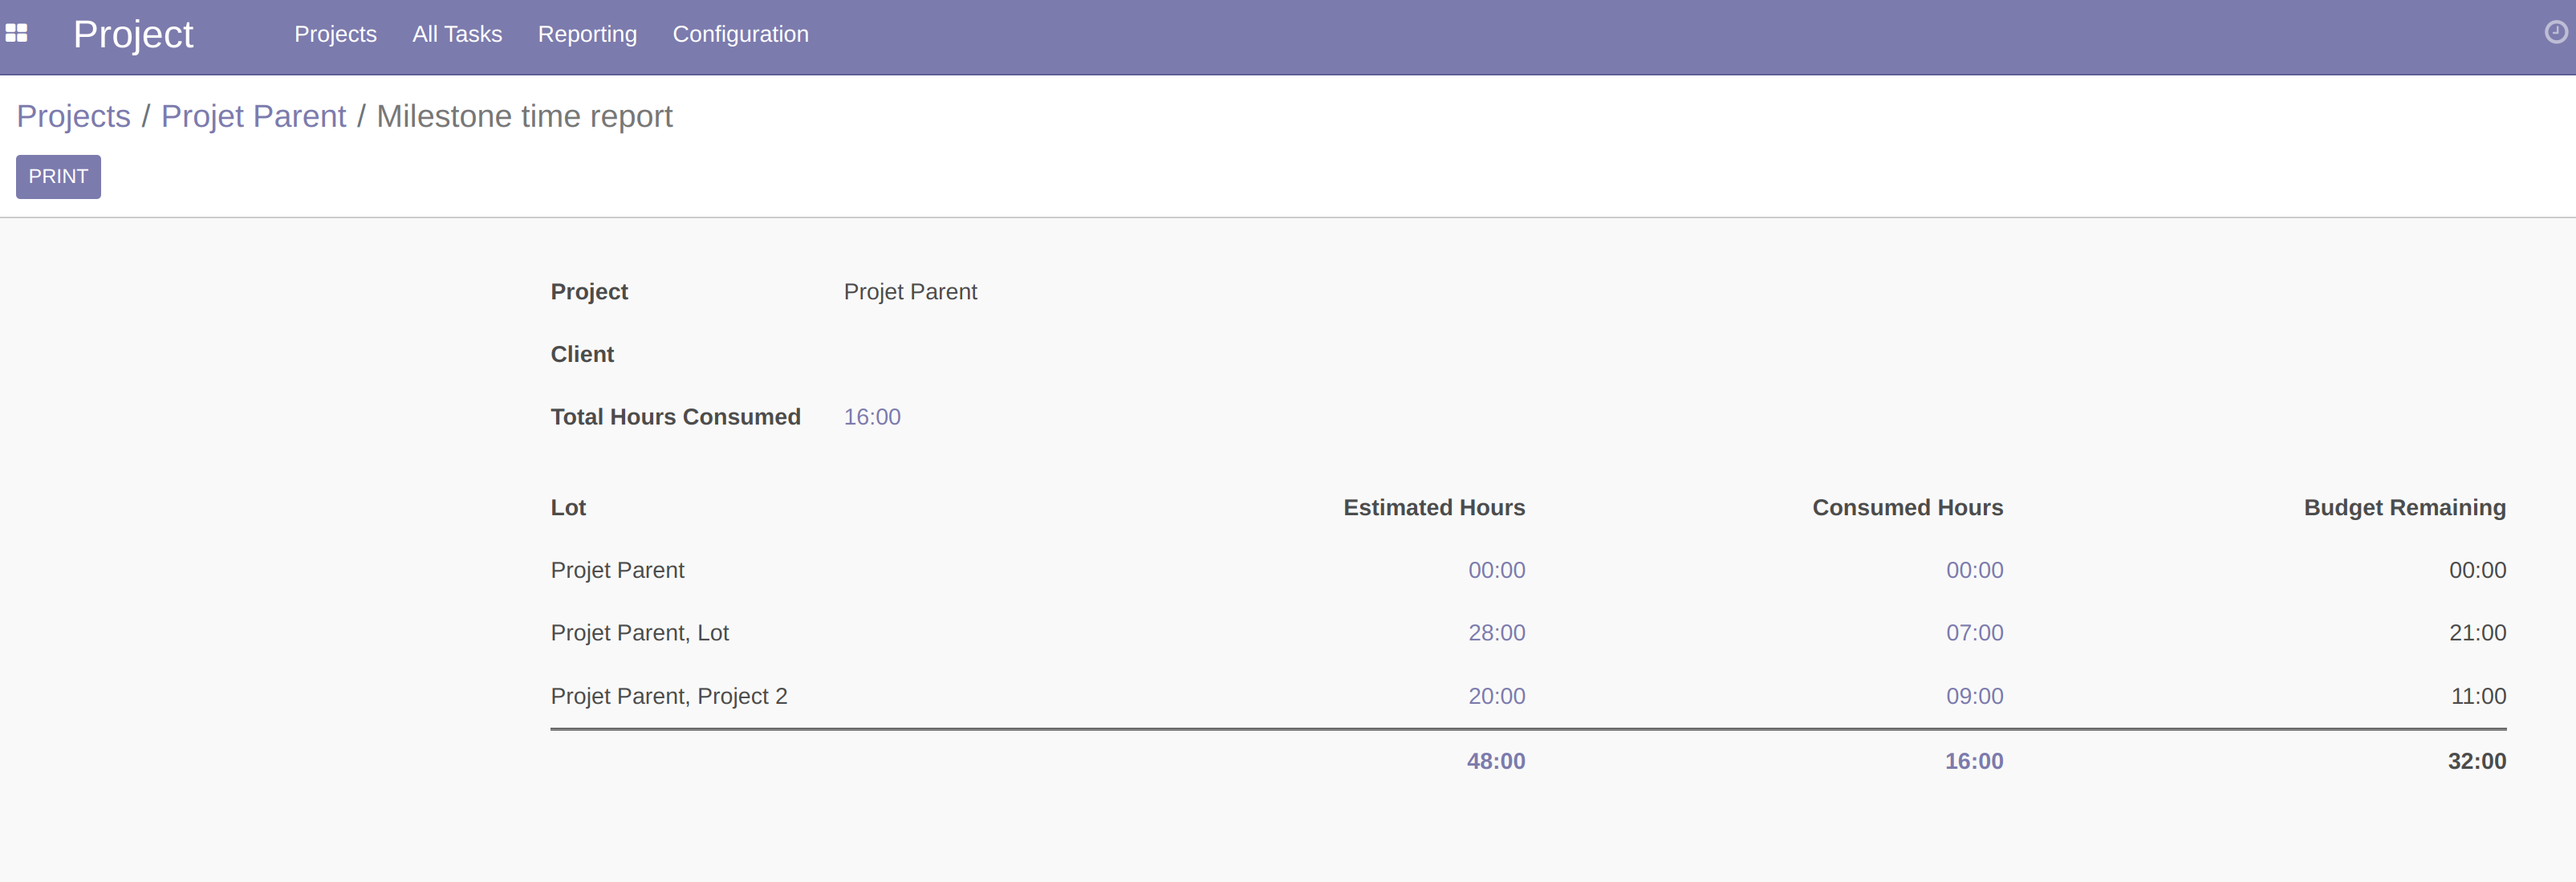 Project Projects All Tasks Reporting Configuration
Projects / Projet Parent / Milestone time report
PRINT
Project Projet Parent
Client
Total Hours Consumed 16:00
Lot Estimated Hours Consumed Hours Budget Remaining
Projet Parent 00:00 00:00 00:00
Projet Parent, Lot 28:00 07:00 21:00
Projet Parent, Project 2 20:00 09:00 11:00
48:00 16:00 32:00